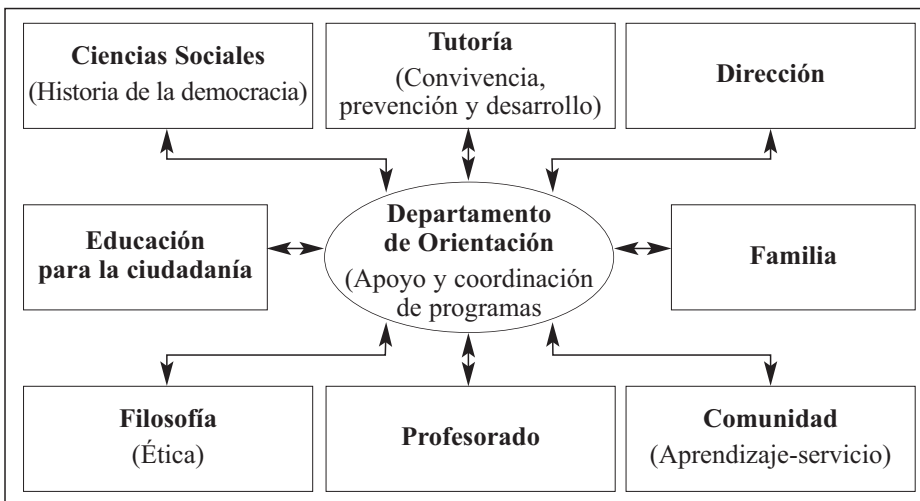 Ciencias Sociales
(Historia de la democracia)
Tutoría
(Convivencia,
prevención y desarrollo)
Dirección
Educación
para la ciudadanía
Departamento
de Orientación
(Apoyo y coordinación
de programas
Familia
Filosofía
(Ética)
Profesorado
Comunidad
(Aprendizaje-servicio)